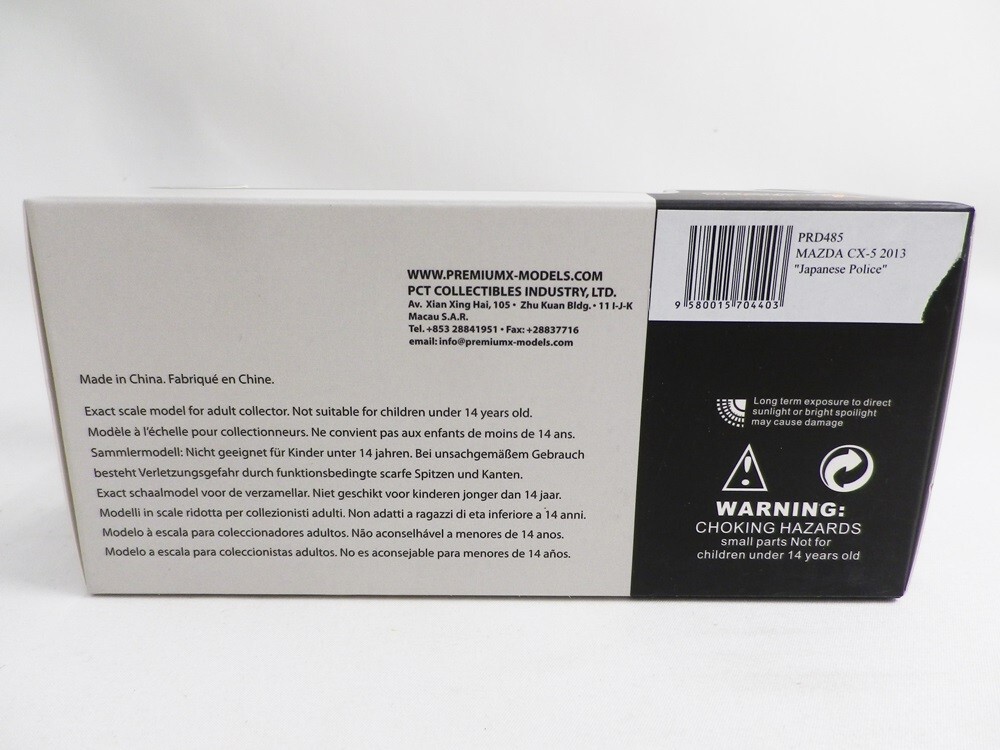 WWW.PREMIUMX-MODELS.COM
PCT COLLECTIBLES INDUSTRY, LTD.
Av. Xian Xing Hai, 105 • Zhu Kuan Bldg. • 11 I-J-K
Macau S.A.R.
Tel. +853 28841951 • Fax: +28837716
email: info@premiumx-models.com
Made in China. Fabriqué en Chine.
Exact scale model for adult collector. Not suitable for children under 14 years old.
Modèle à l'échelle pour collectionneurs. Ne convient pas aux enfants de moins de 14 ans.
Sammlermodell: Nicht geeignet für Kinder unter 14 jahren. Bei unsachgemäßem Gebrauch
besteht Verletzungsgefahr durch funktionsbedingte scarfe Spitzen und Kanten.
Exact schaalmodel voor de verzamellar. Niet geschikt voor kinderen jonger dan 14 jaar.
Modelli in scale ridotta per collezionisti adulti. Non adatti a ragazzi di eta inferiore a 14 anni.
Modelo à escala para coleccionadores adultos. Não aconselhável a menores de 14 anos.
Modelo a escala para coleccionistas adultos. No es aconsejable para menores de 14 años.
PRD485
MAZDA CX-5 2013
"Japanese Police"
9 580015 704403
Long term exposure to direct
sunlight or bright spoilight
may cause damage
WARNING:
CHOKING HAZARDS
small parts Not for
children under 14 years old